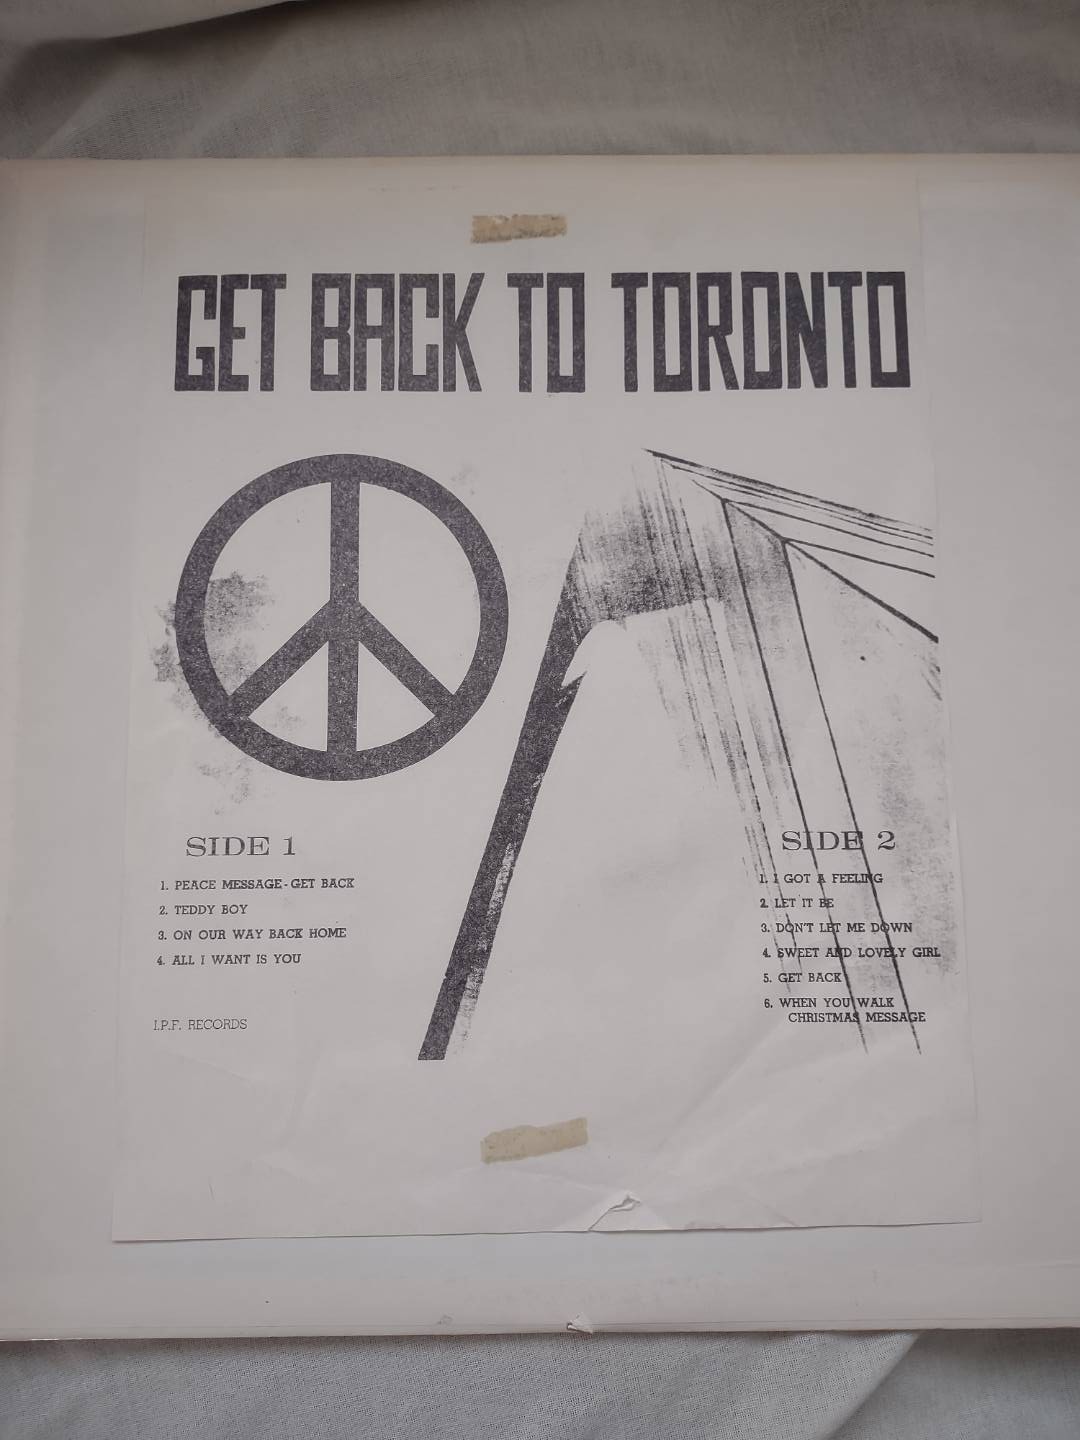 GET BACK TO TORONTO
SIDE 1
1. PEACE MESSAGE - GET BACK
2. TEDDY BOY
3. ON OUR WAY BACK HOME
4. ALL I WANT IS YOU
I.P.F. RECORDS
SIDE 2
1. I GOT A FEELING
2. LET IT BE
3. DON'T LET ME DOWN
4. SWEET AND LOVELY GIRL
5. GET BACK
6. WHEN YOU WALK
CHRISTMAS MESSAGE